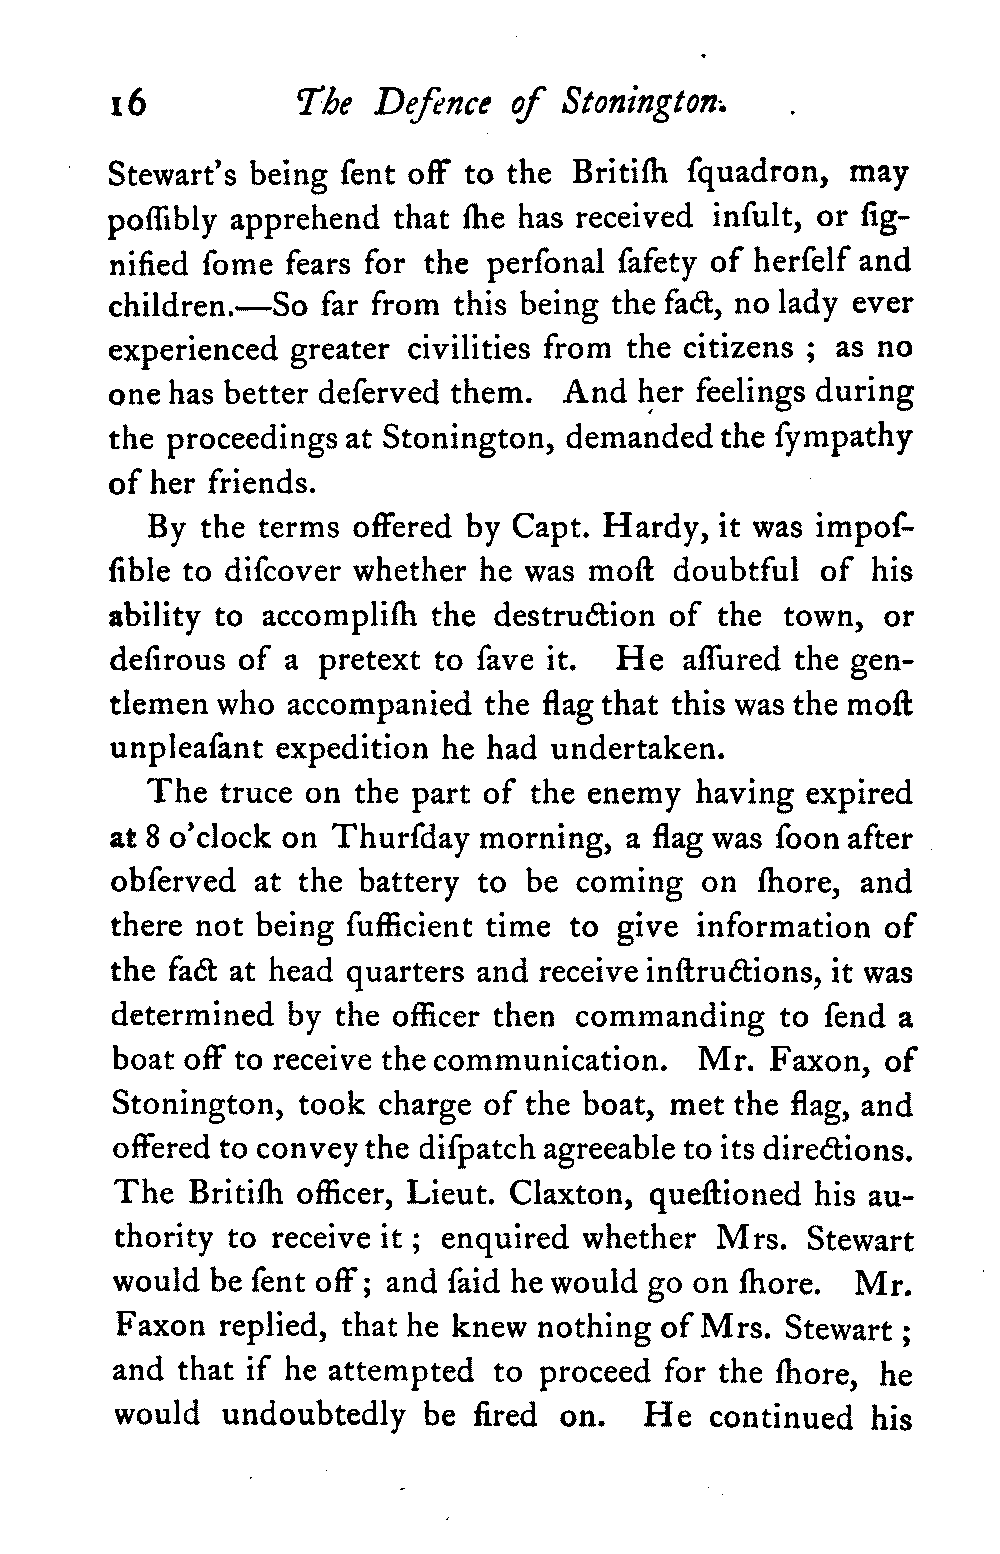 16 The Defence of Stonington.
Stewart's being ſent off to the Britiſh ſquadron, may
poſſibly apprehend that ſhe has received inſult, or ſig-
nified ſome fears for the perſonal ſafety of herſelf and
children.—So far from this being the fact, no lady ever
experienced greater civilities from the citizens ; as no
one has better deſerved them. And her feelings during
the proceedings at Stonington, demanded the ſympathy
of her friends.
By the terms offered by Capt. Hardy, it was impoſ-
ſible to diſcover whether he was moſt doubtful of his
ability to accompliſh the destruction of the town, or
deſirous of a pretext to ſave it. He aſſured the gen-
tlemen who accompanied the flag that this was the moſt
unpleaſant expedition he had undertaken.
The truce on the part of the enemy having expired
at 8 o'clock on Thurſday morning, a flag was ſoon after
obſerved at the battery to be coming on ſhore, and
there not being ſufficient time to give information of
the fact at head quarters and receive inſtructions, it was
determined by the officer then commanding to ſend a
boat off to receive the communication. Mr. Faxon, of
Stonington, took charge of the boat, met the flag, and
offered to convey the diſpatch agreeable to its directions.
The Britiſh officer, Lieut. Claxton, queſtioned his au-
thority to receive it ; enquired whether Mrs. Stewart
would be ſent off ; and ſaid he would go on ſhore. Mr.
Faxon replied, that he knew nothing of Mrs. Stewart ;
and that if he attempted to proceed for the ſhore, he
would undoubtedly be fired on. He continued his